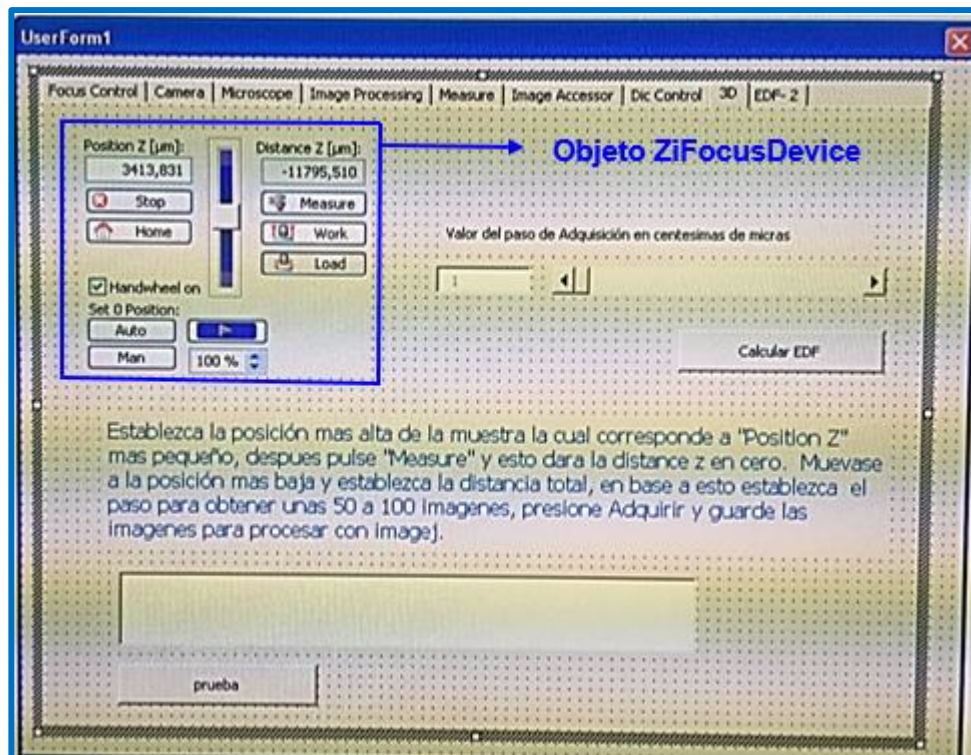 UserForm1
Focus Control | Camera | Microscope | Image Processing | Measure | Image Accessor | Dic Control 3D | EDF- 2 |
Position Z [µm]:
Distance Z [µm]:
3413,831
-11795,510
Stop
Measure
Home
Work
Load
Handwheel on
Set 0 Position:
Auto
Man
100 %
Objeto ZiFocusDevice
Valor del paso de Adquisición en centesimas de micras
1
Calcular EDF
Establezca la posición mas alta de la muestra la cual corresponde a "Position Z"
mas pequeño, despues pulse "Measure" y esto dara la distance z en cero. Muevase
a la posición mas baja y establezca la distancia total, en base a esto establezca el
paso para obtener unas 50 a 100 imagenes, presione Adquirir y guarde las
imagenes para procesar con imagej.
prueba